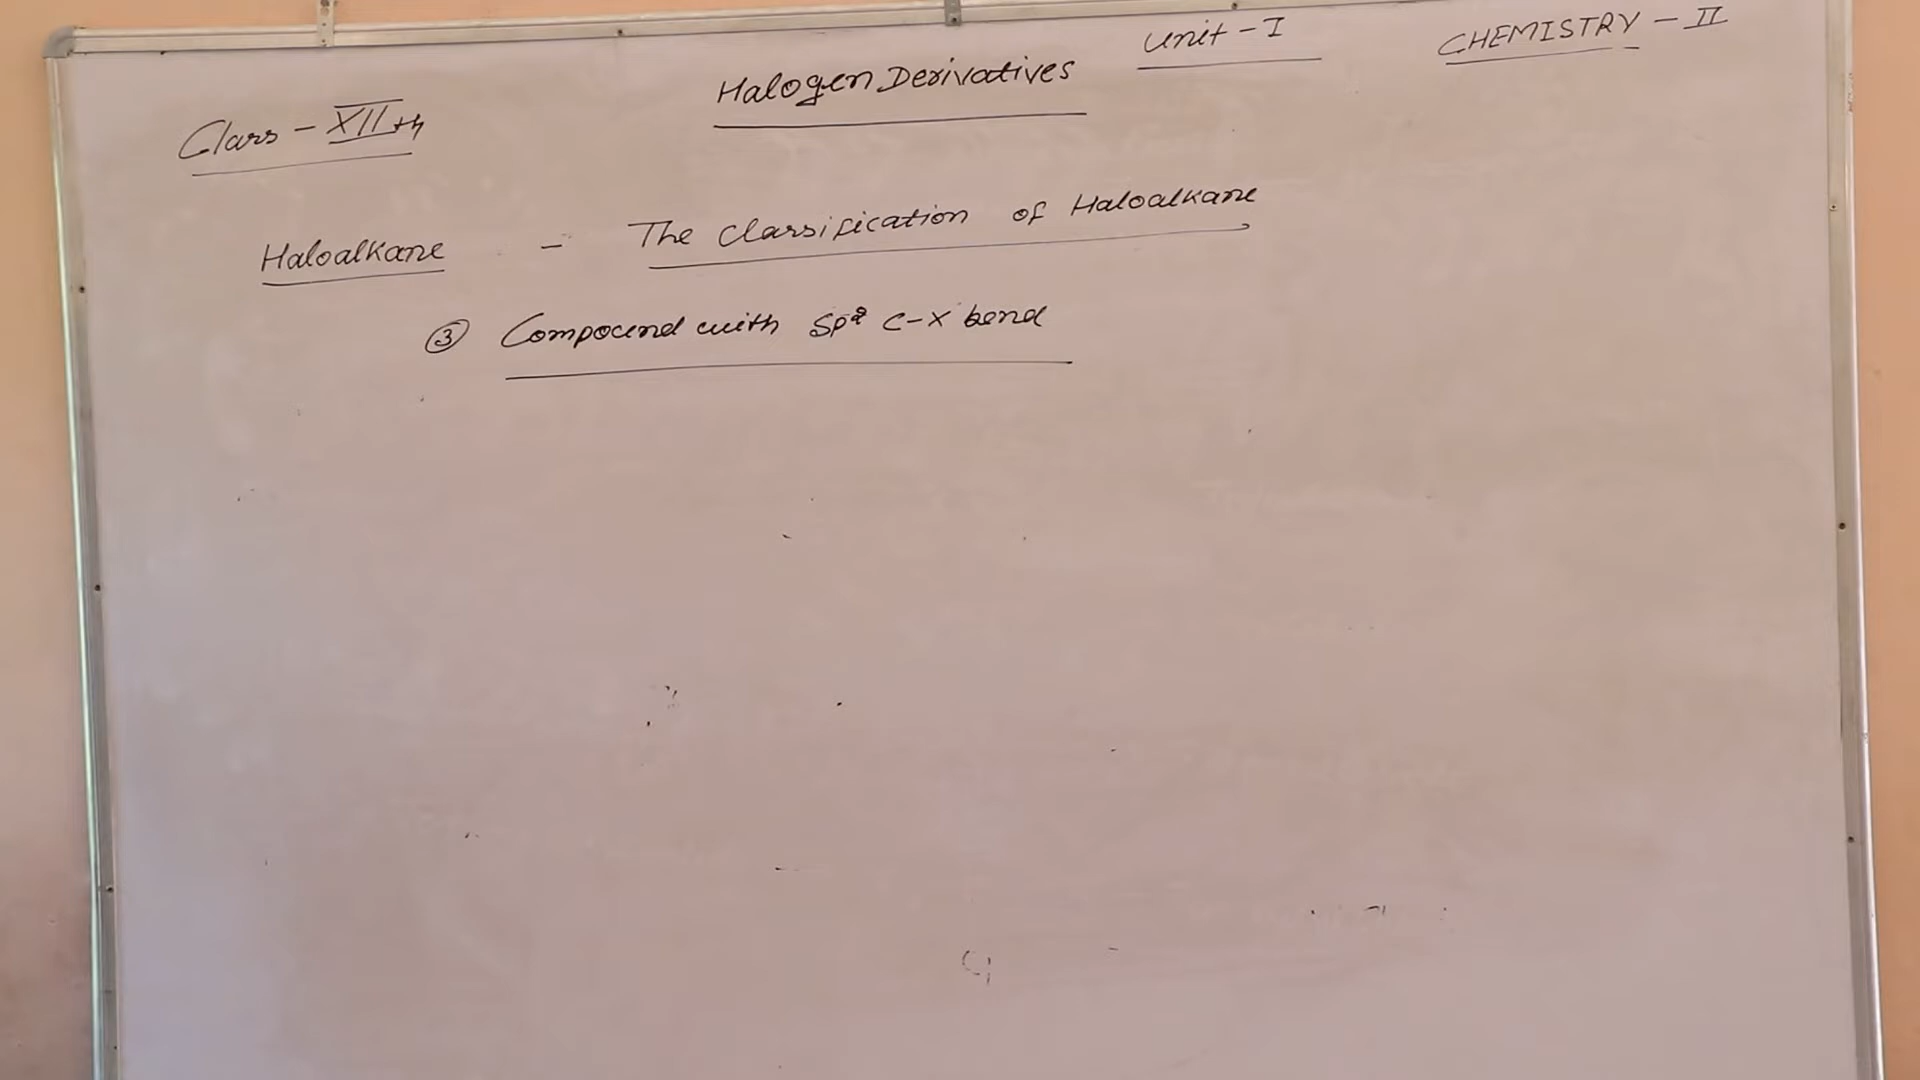 Unit - I
CHEMISTRY - II
Halogen Derivatives
Class - XIIth
Haloalkane - The classification of Haloalkane
③ Compound with sp² C-X bond